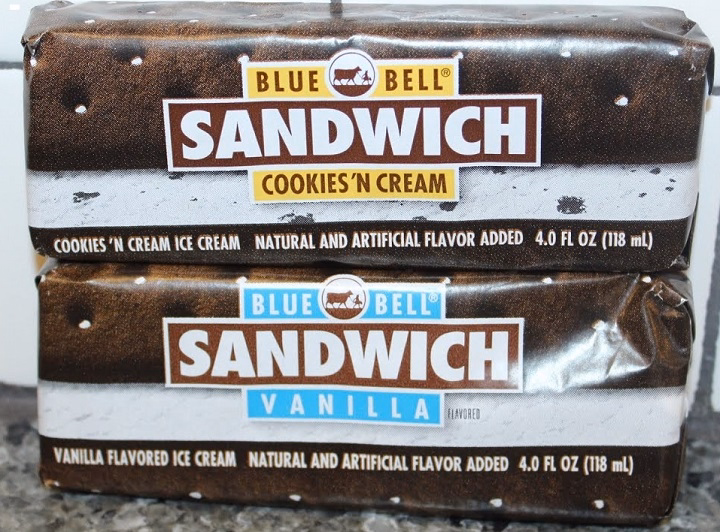 BLUE BELL®
SANDWICH
COOKIES 'N CREAM
COOKIES 'N CREAM ICE CREAM NATURAL AND ARTIFICIAL FLAVOR ADDED 4.0 FL OZ (118 mL)
BLUE BELL®
SANDWICH
VANILLA FLAVORED
VANILLA FLAVORED ICE CREAM NATURAL AND ARTIFICIAL FLAVOR ADDED 4.0 FL OZ (118 mL)